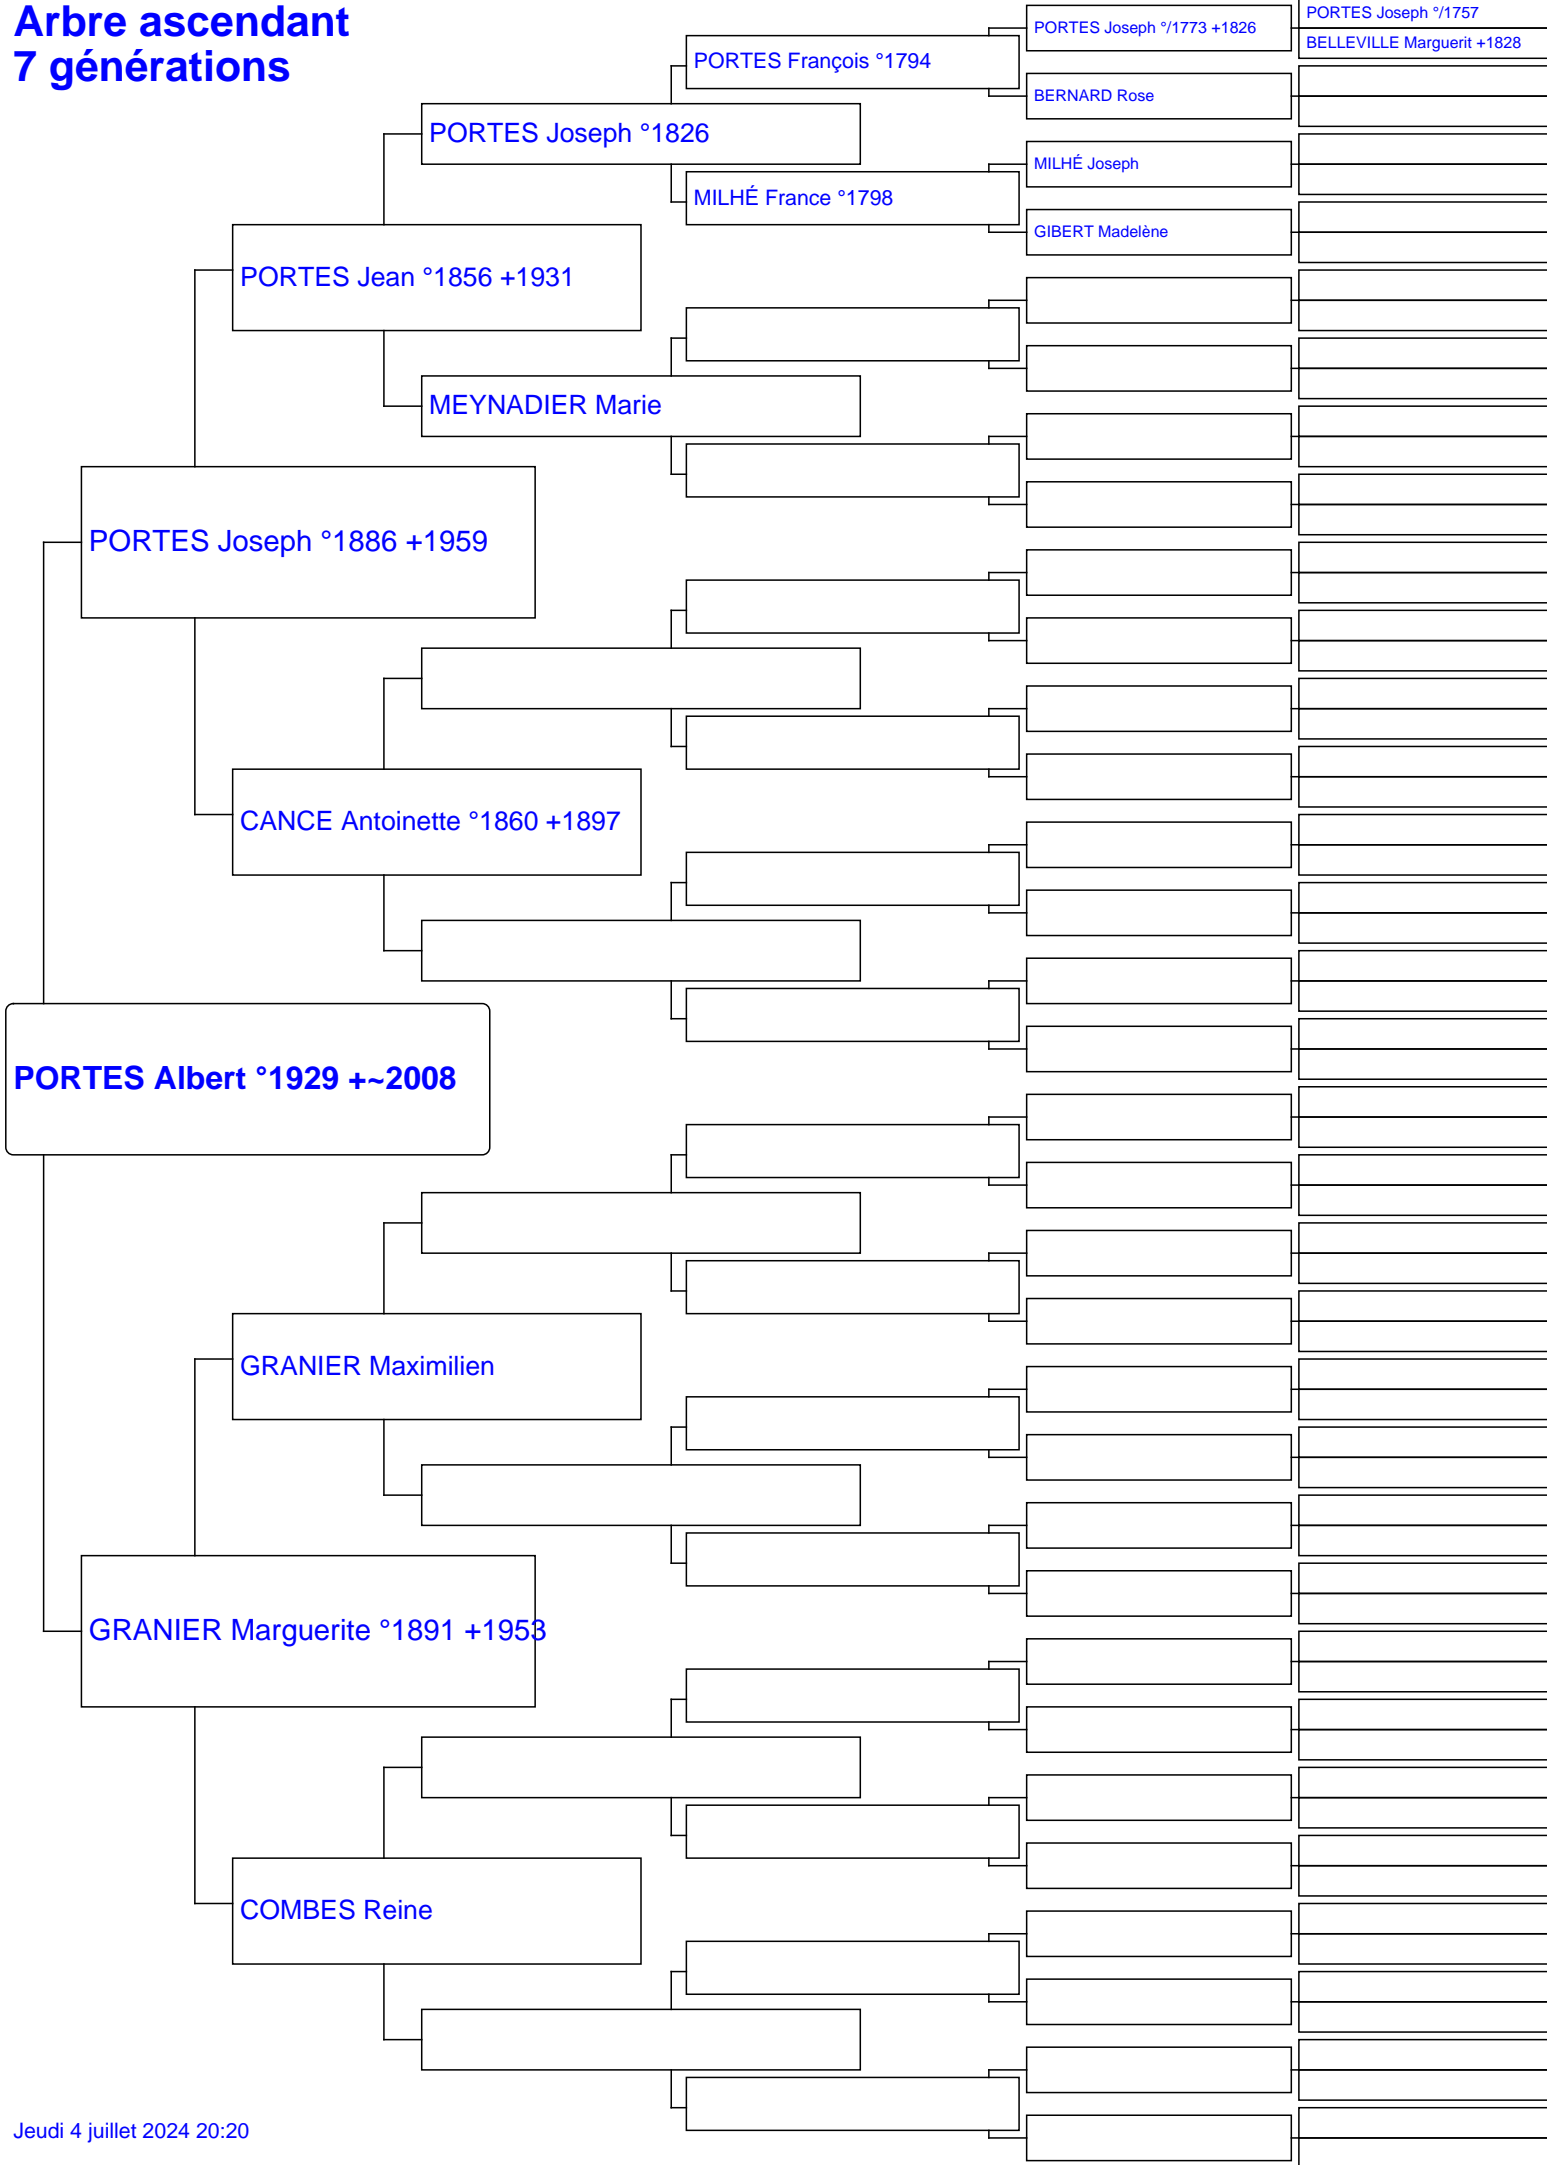 Arbre ascendant
7 générations
PORTES Joseph °/1757
BELLEVILLE Marguerit +1828
PORTES Joseph °/1773 +1826
PORTES François °1794
BERNARD Rose
PORTES Joseph °1826
MILHÉ Joseph
MILHÉ France °1798
GIBERT Madelène
PORTES Jean °1856 +1931
MEYNADIER Marie
PORTES Joseph °1886 +1959
CANCE Antoinette °1860 +1897
PORTES Albert °1929 +~2008
GRANIER Maximilien
GRANIER Marguerite °1891 +1953
COMBES Reine
Jeudi 4 juillet 2024 20:20